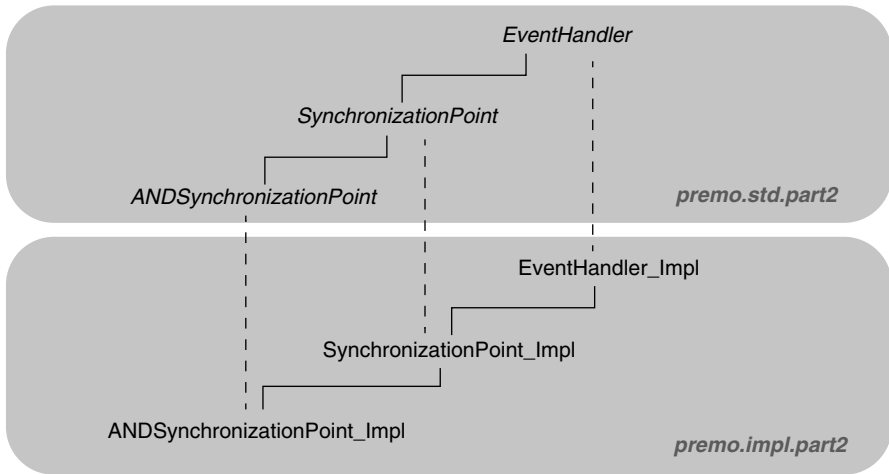 EventHandler
SynchronizationPoint
ANDSynchronizationPoint
premo.std.part2
EventHandler_Impl
SynchronizationPoint_Impl
ANDSynchronizationPoint_Impl
premo.impl.part2